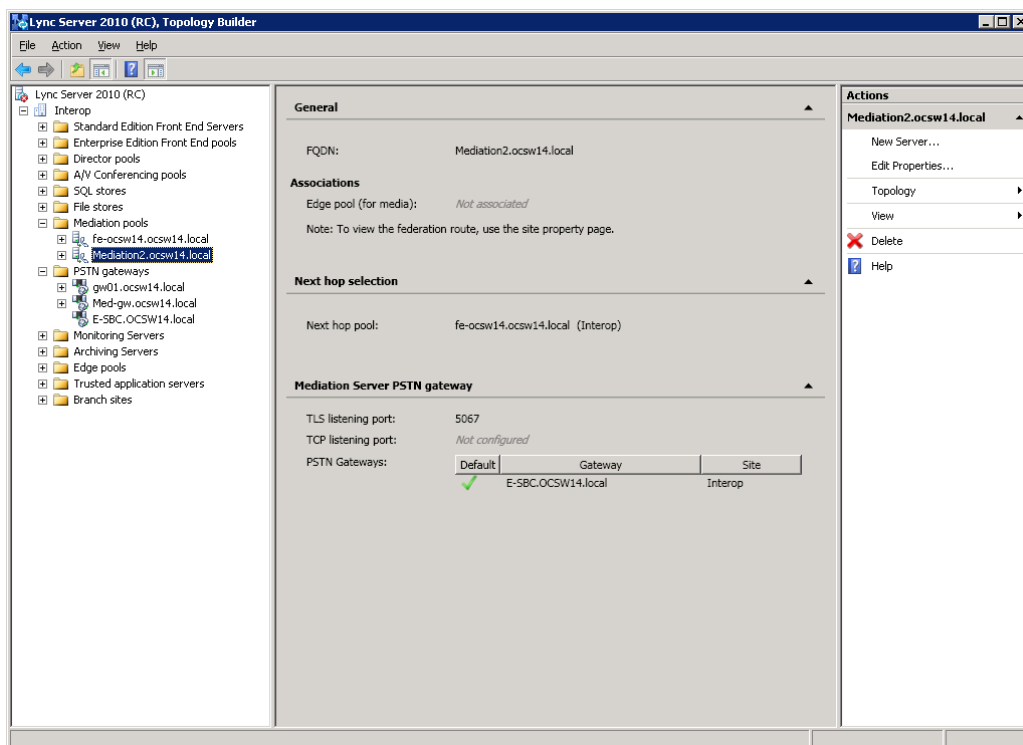 Lync Server 2010 (RC), Topology Builder
File Action View Help
Lync Server 2010 (RC)
Interop
Standard Edition Front End Servers
Enterprise Edition Front End pools
Director pools
A/V Conferencing pools
SQL stores
File stores
Mediation pools
fe-ocsw14.ocsw14.local
Mediation2.ocsw14.local
PSTN gateways
gw01.ocsw14.local
Med-gw.ocsw14.local
E-SBC.OCSW14.local
Monitoring Servers
Archiving Servers
Edge pools
Trusted application servers
Branch sites
General
FQDN: Mediation2.ocsw14.local
Associations
Edge pool (for media): Not associated
Note: To view the federation route, use the site property page.
Next hop selection
Next hop pool: fe-ocsw14.ocsw14.local (Interop)
Mediation Server PSTN gateway
TLS listening port: 5067
TCP listening port: Not configured
PSTN Gateways: Default Gateway Site
E-SBC.OCSW14.local Interop
Actions
Mediation2.ocsw14.local
New Server...
Edit Properties...
Topology
View
Delete
Help